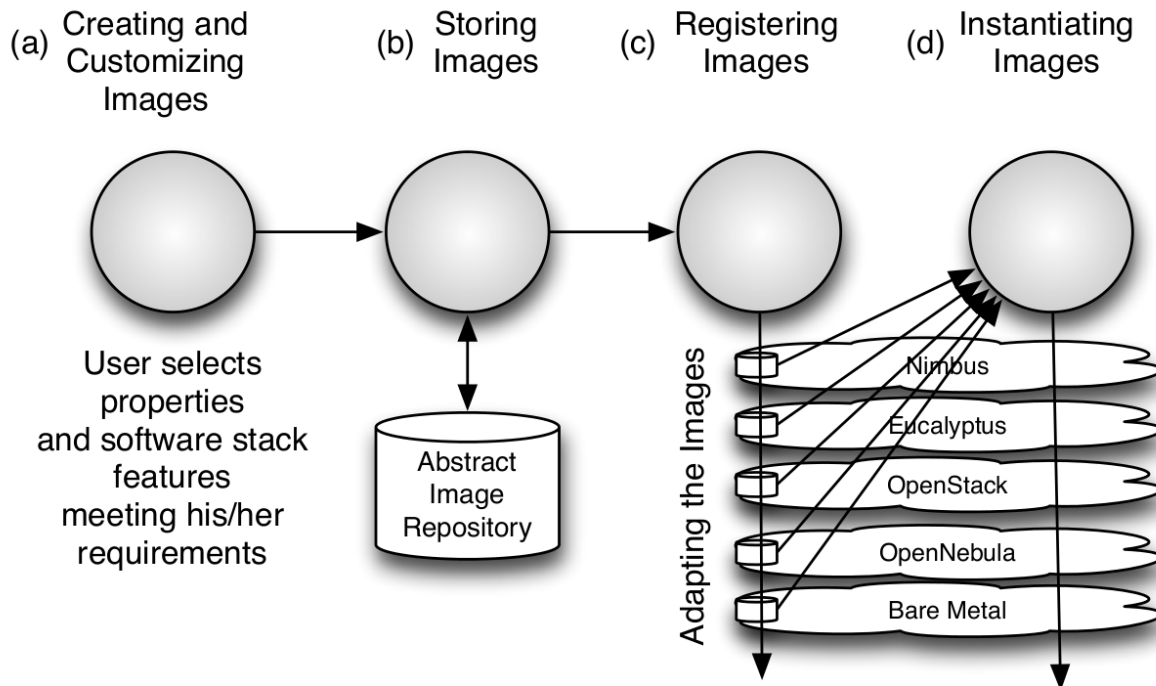 (a)
Creating and
Customizing
Images
(b)
Storing
Images
(c)
Registering
Images
(d)
Instantiating
Images
User selects
properties
and software stack
features
meeting his/her
requirements
Abstract
Image
Repository
Adapting the Images
Nimbus
Eucalyptus
OpenStack
OpenNebula
Bare Metal